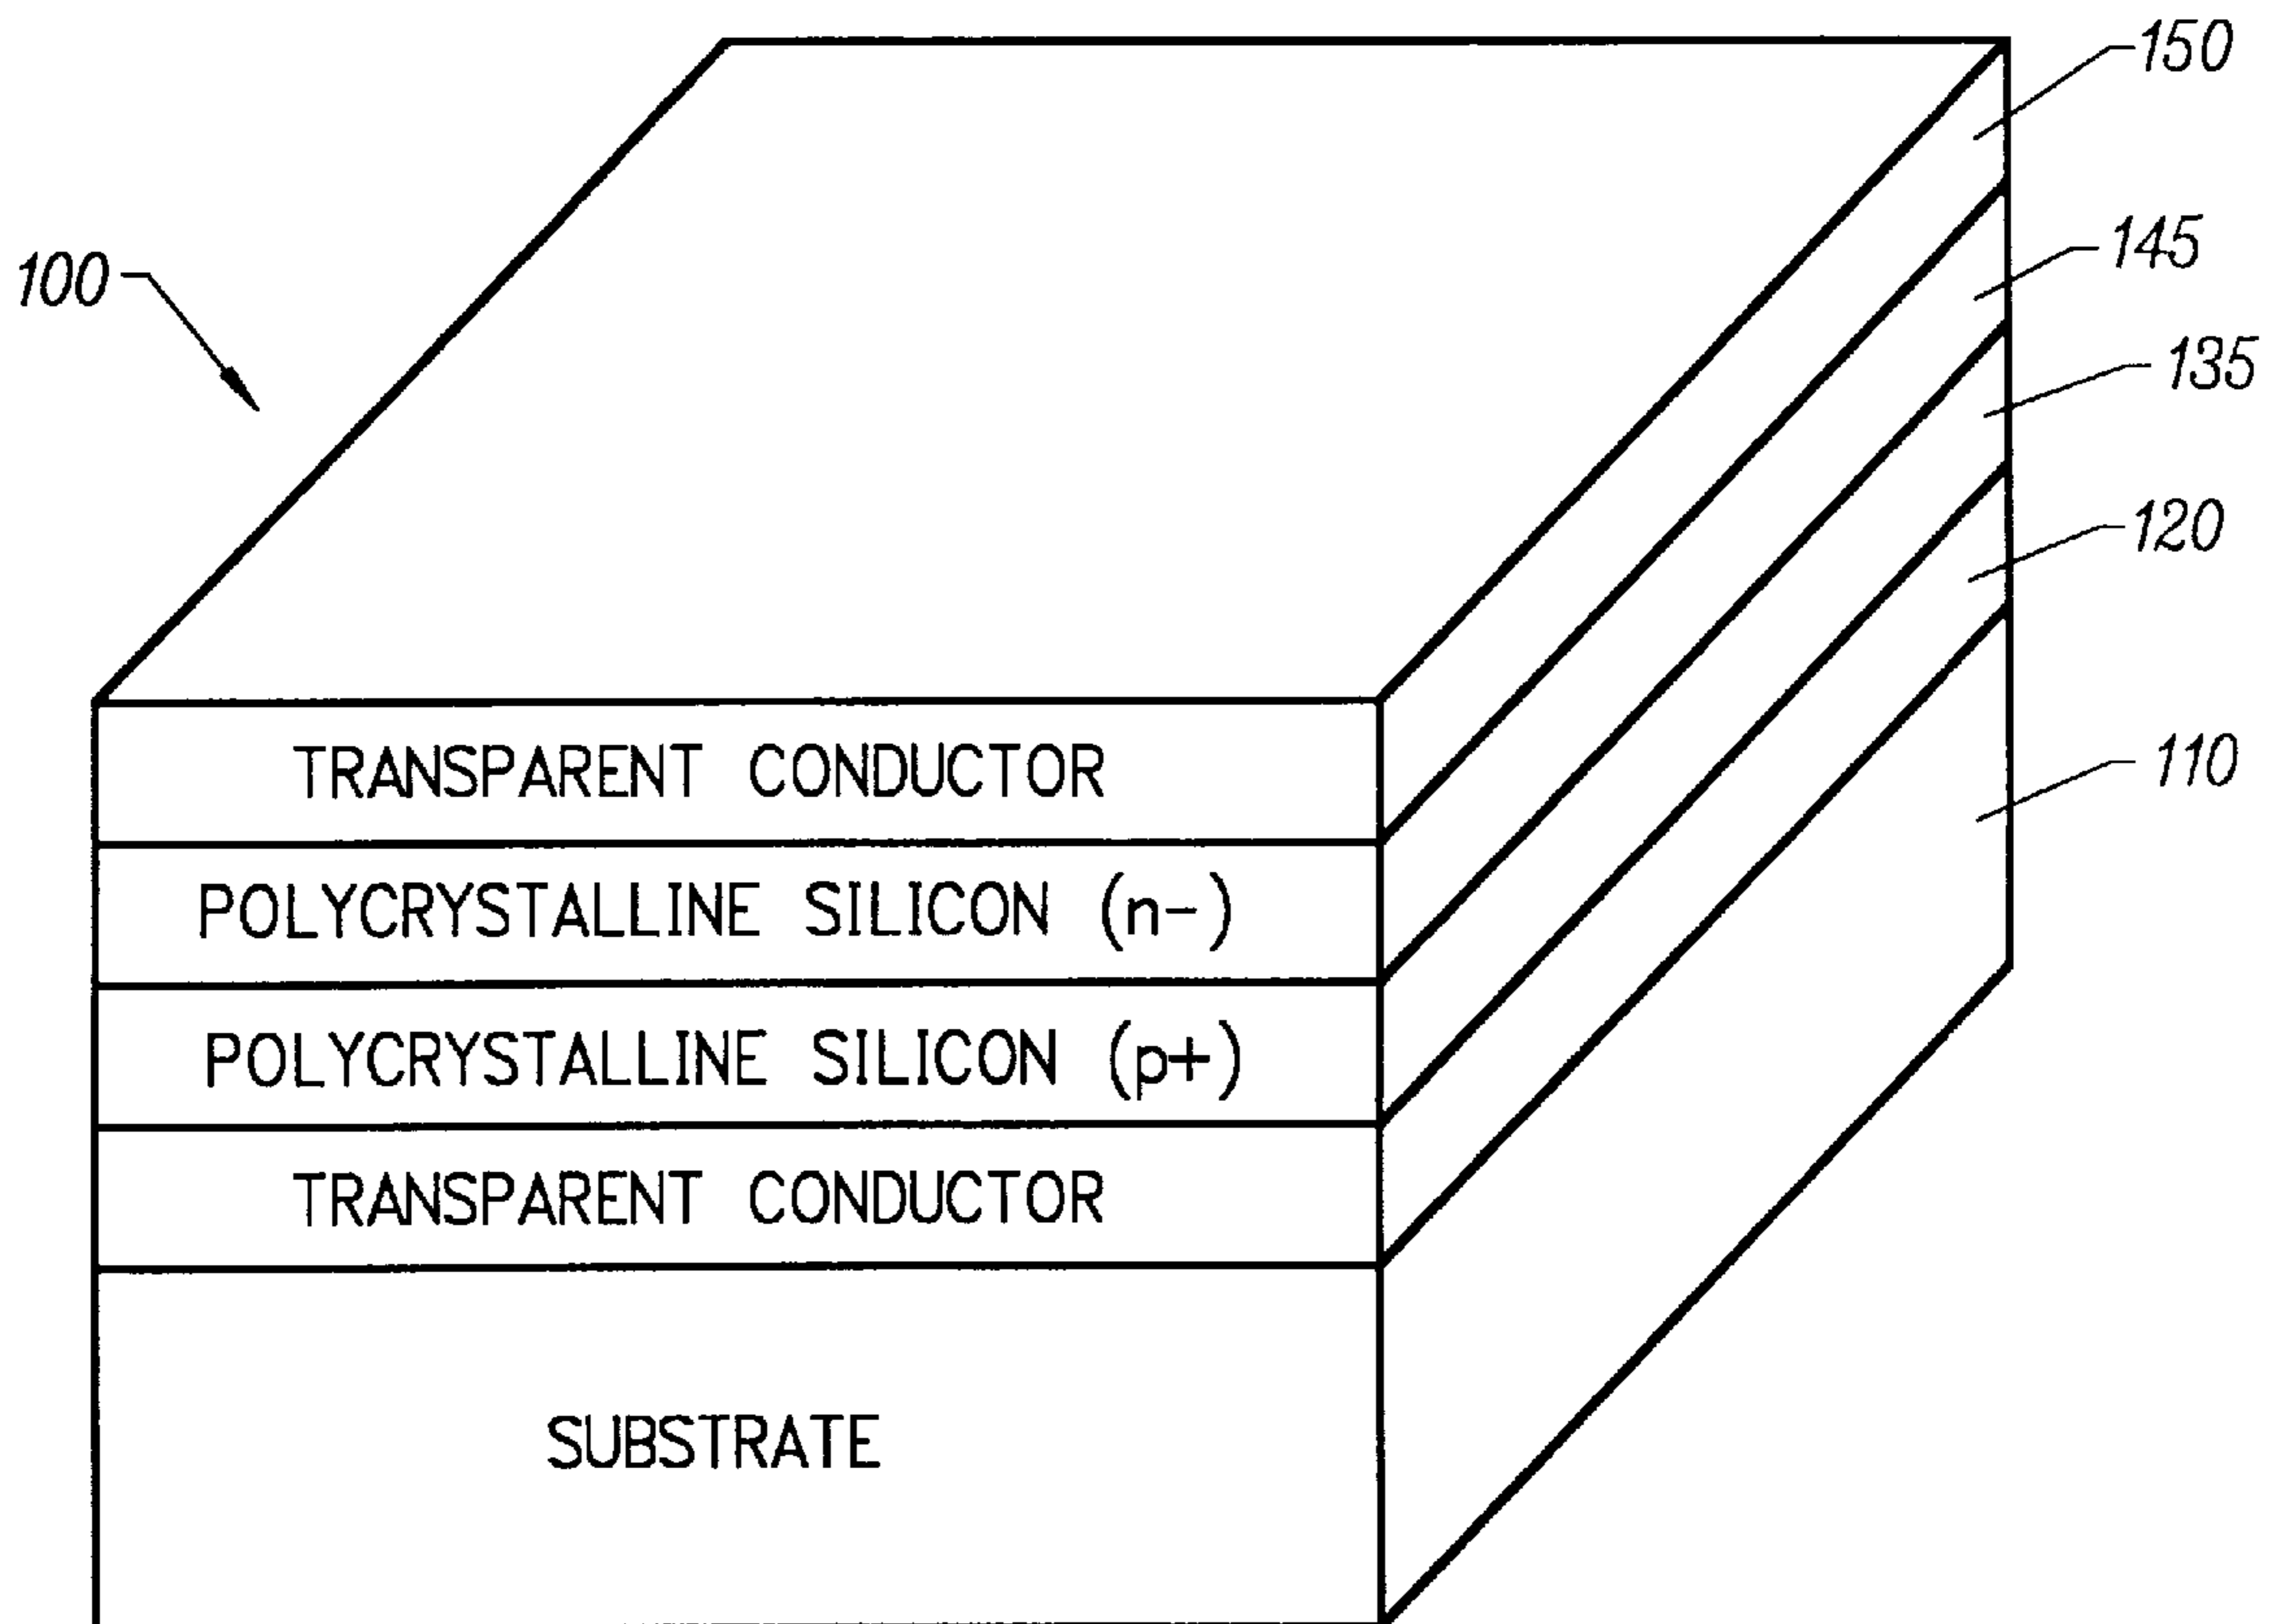 150
145
100
135
120
TRANSPARENT CONDUCTOR
110
POLYCRYSTALLINE SILICON (n-)
POLYCRYSTALLINE SILICON (p+)
TRANSPARENT CONDUCTOR
SUBSTRATE